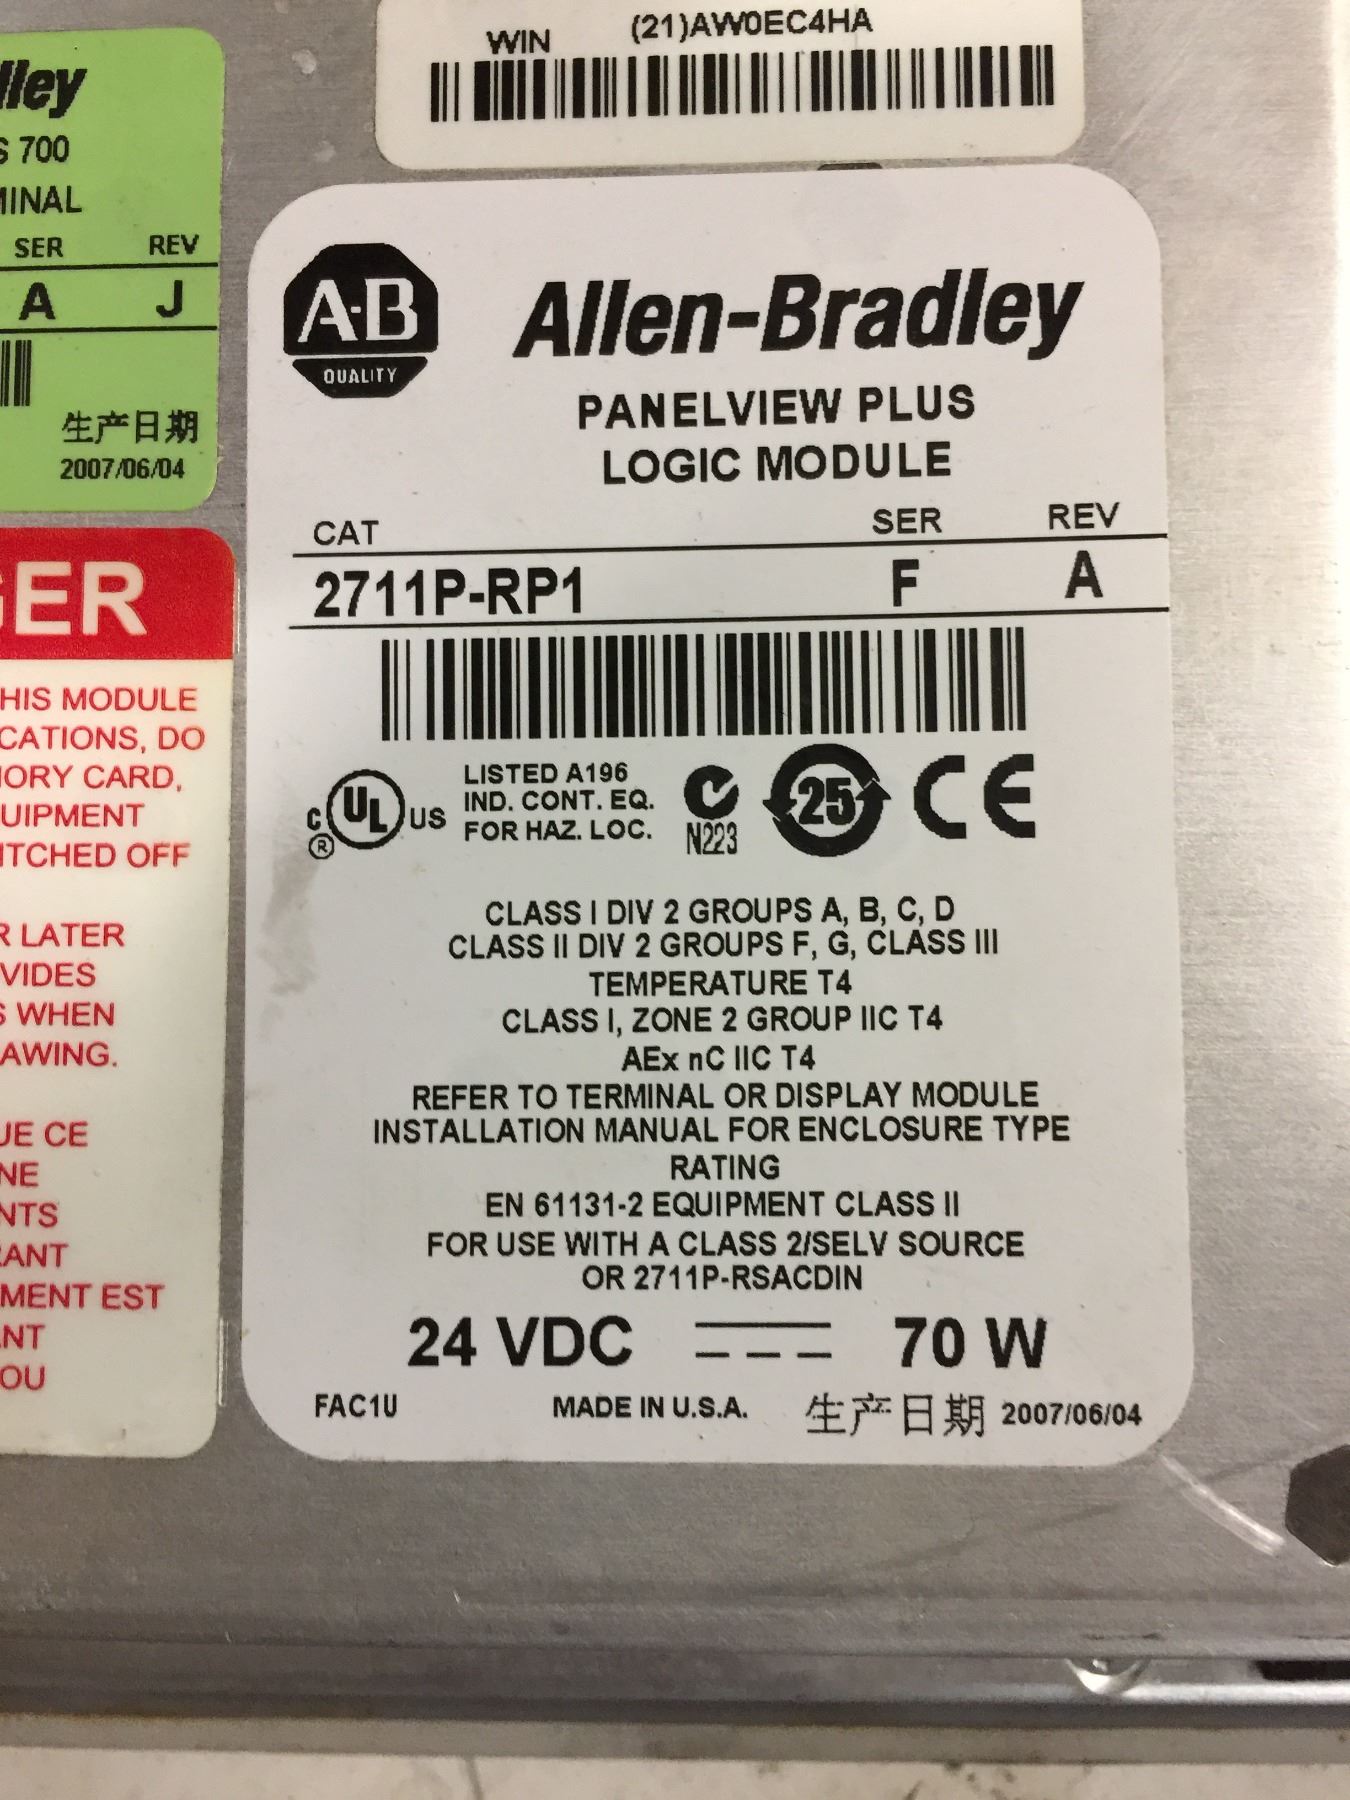 WIN (21)AW0EC4HA
lley
S 700
MINAL
SER REV
A J
生产日期
2007/06/04
GER
HIS MODULE
CATIONS, DO
ORY CARD,
UIPMENT
ITCHED OFF
R LATER
VIDES
S WHEN
AWING.
UE CE
NE
NTS
RANT
MENT EST
ANT
OU
A-B
QUALITY
Allen-Bradley
PANELVIEW PLUS
LOGIC MODULE
CAT SER REV
2711P-RP1 F A
C UL US ®
LISTED A196
IND. CONT. EQ.
FOR HAZ. LOC.
N223
25
CE
CLASS I DIV 2 GROUPS A, B, C, D
CLASS II DIV 2 GROUPS F, G, CLASS III
TEMPERATURE T4
CLASS I, ZONE 2 GROUP IIC T4
AEx nC IIC T4
REFER TO TERMINAL OR DISPLAY MODULE
INSTALLATION MANUAL FOR ENCLOSURE TYPE
RATING
EN 61131-2 EQUIPMENT CLASS II
FOR USE WITH A CLASS 2/SELV SOURCE
OR 2711P-RSACDIN
24 VDC 70 W
FAC1U MADE IN U.S.A. 生产日期 2007/06/04